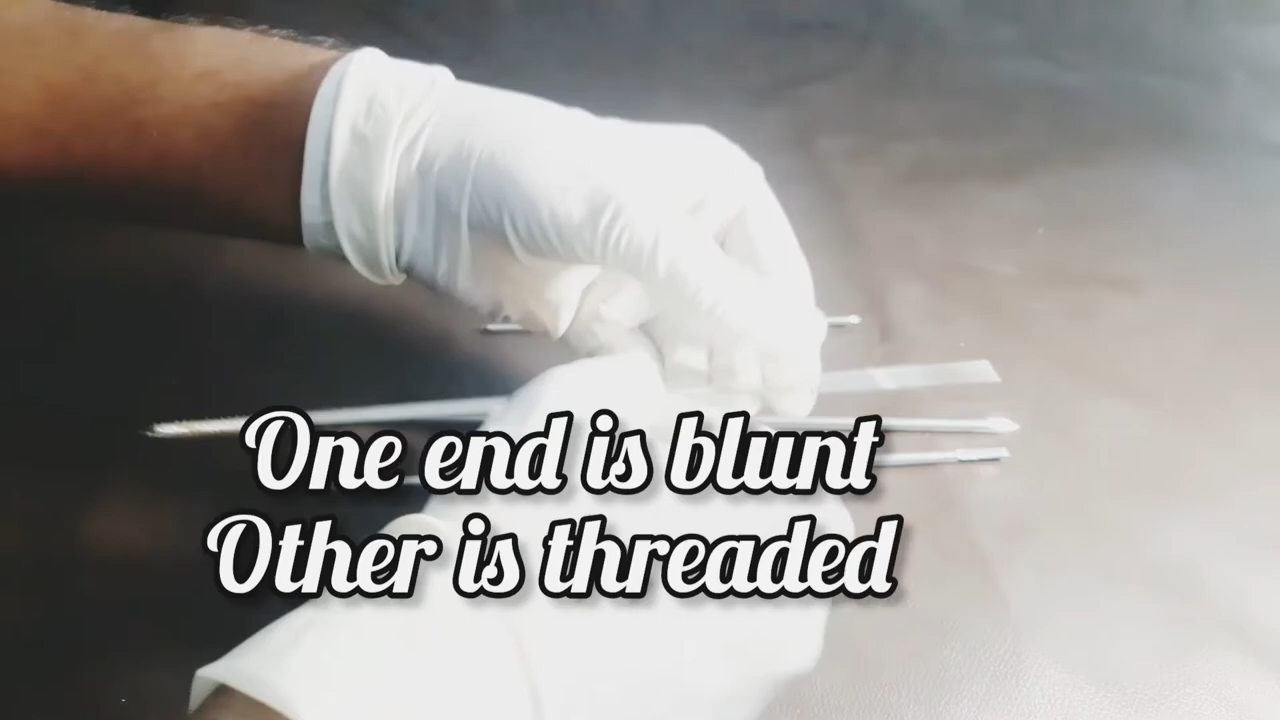 One end is blunt
Other is threaded